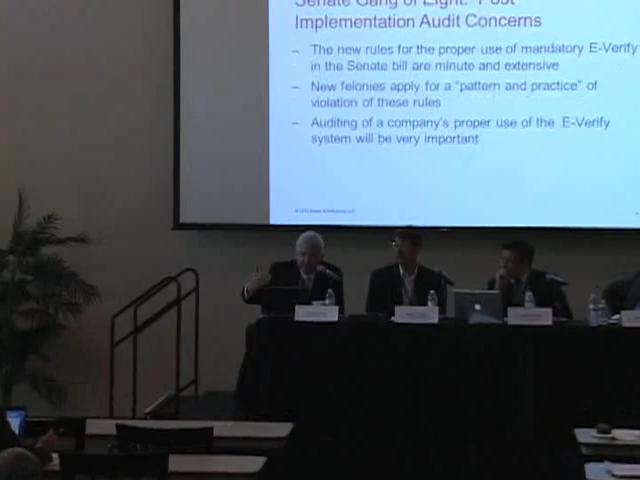 Senate Gang of Eight: Post
Implementation Audit Concerns
– The new rules for the proper use of mandatory E-Verify
in the Senate bill are minute and extensive
– New felonies apply for a "pattern and practice" of
violation of these rules
– Auditing of a company's proper use of the E-Verify
system will be very important